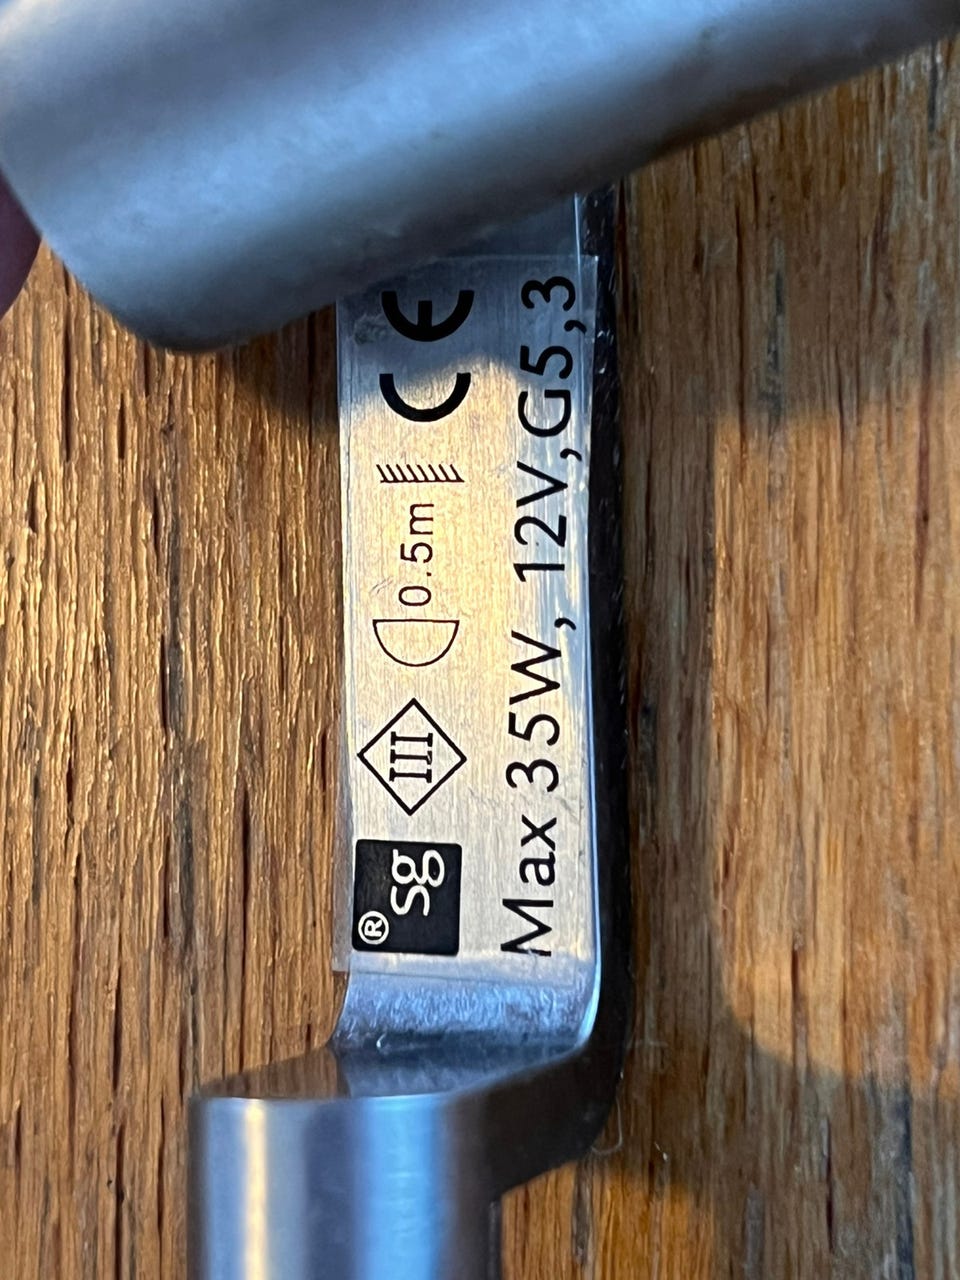 ® sg III 0.5m CE
Max 35W, 12V,G5,3